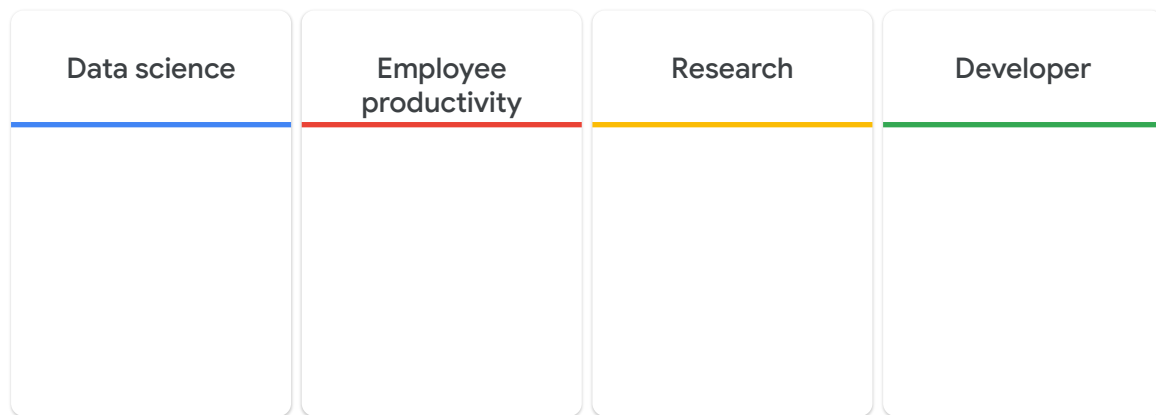 Data science
Employee
productivity
Research
Developer